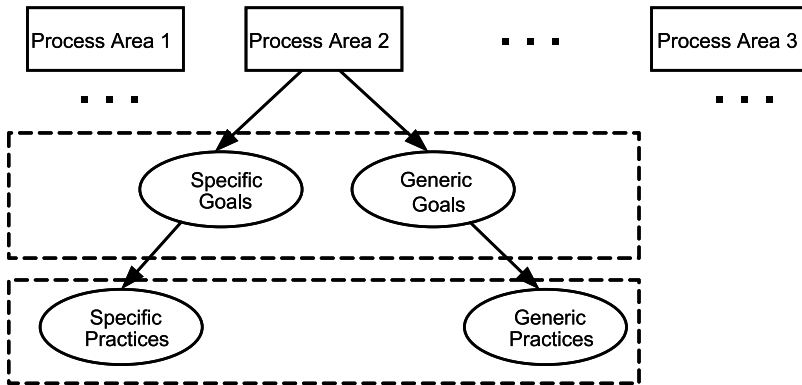 Process Area 1
Process Area 2
Process Area 3
Specific
Goals
Generic
Goals
Specific
Practices
Generic
Practices